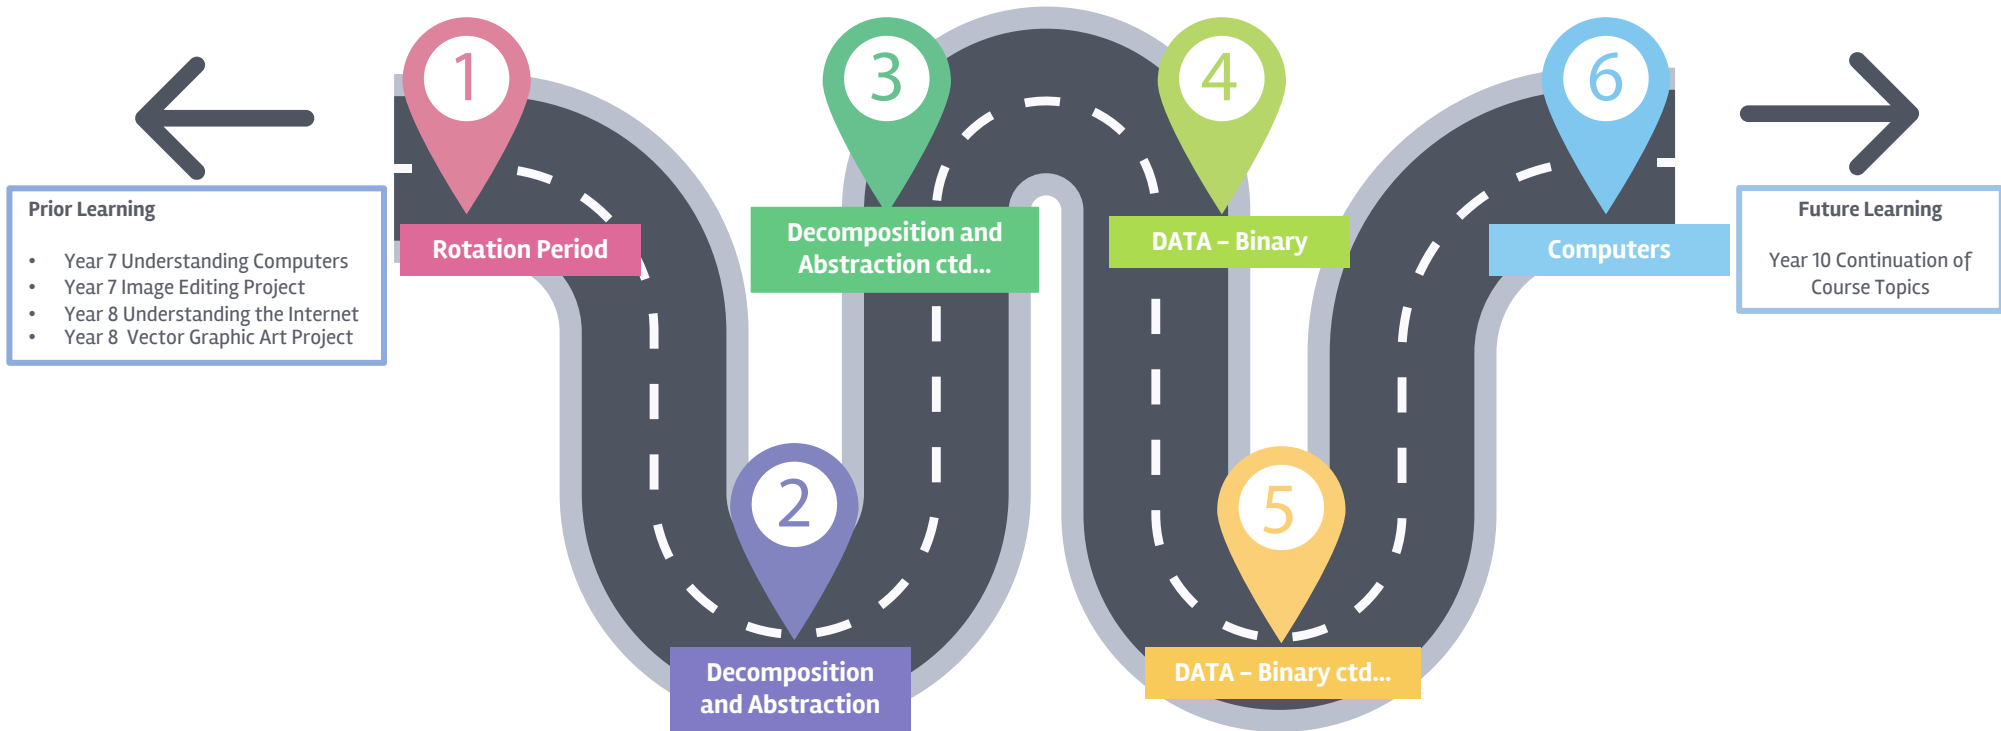 1
3
4
6
Prior Learning
• Year 7 Understanding Computers
• Year 7 Image Editing Project
• Year 8 Understanding the Internet
• Year 8 Vector Graphic Art Project
Rotation Period
Decomposition and
Abstraction ctd...
DATA – Binary
Computers
Future Learning
Year 10 Continuation of
Course Topics
2
5
Decomposition
and Abstraction
DATA – Binary ctd...